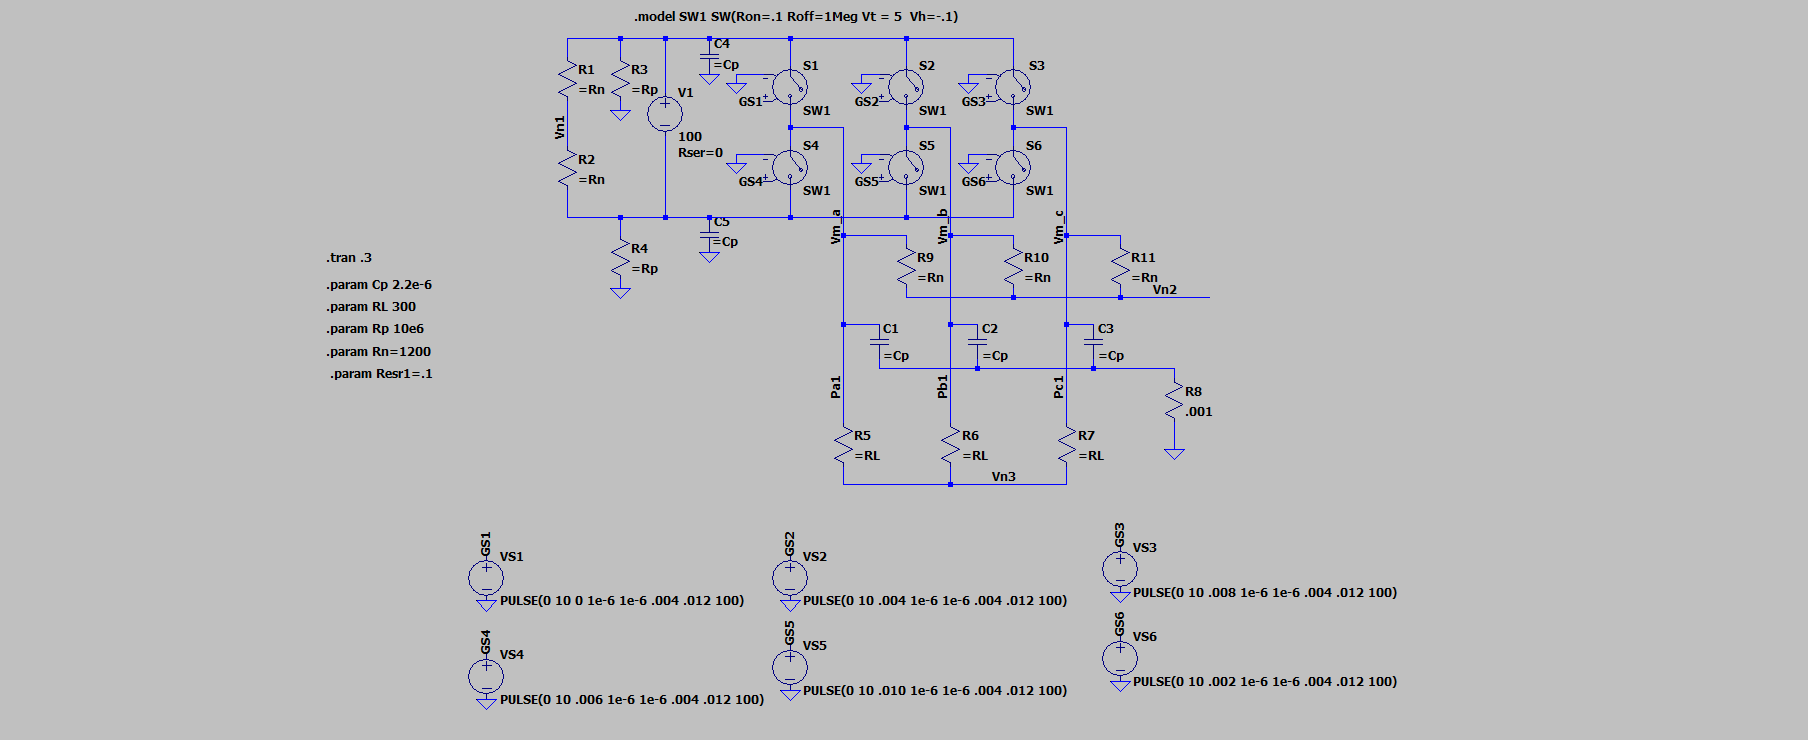 .model SW1 SW(Ron=.1 Roff=1Meg Vt = 5 Vh=-.1)
R1
=Rn
R3
=Rp
V1
100
Rser=0
C4
=Cp
S1
GS1
SW1
S2
GS2
SW1
S3
GS3
SW1
Vn1
R2
=Rn
S4
GS4
SW1
S5
GS5
SW1
S6
GS6
SW1
R4
=Rp
C5
=Cp
Vm_a
Vm_b
Vm_c
R9
=Rn
R10
=Rn
R11
=Rn
Vn2
.tran .3
.param Cp 2.2e-6
.param RL 300
.param Rp 10e6
.param Rn=1200
.param Resr1=.1
C1
=Cp
C2
=Cp
C3
=Cp
Pa1
Pb1
Pc1
R8
.001
R5
=RL
R6
=RL
R7
=RL
Vn3
GS1
VS1
PULSE(0 10 0 1e-6 1e-6 .004 .012 100)
GS2
VS2
PULSE(0 10 .004 1e-6 1e-6 .004 .012 100)
GS3
VS3
PULSE(0 10 .008 1e-6 1e-6 .004 .012 100)
GS4
VS4
PULSE(0 10 .006 1e-6 1e-6 .004 .012 100)
GS5
VS5
PULSE(0 10 .010 1e-6 1e-6 .004 .012 100)
GS6
VS6
PULSE(0 10 .002 1e-6 1e-6 .004 .012 100)